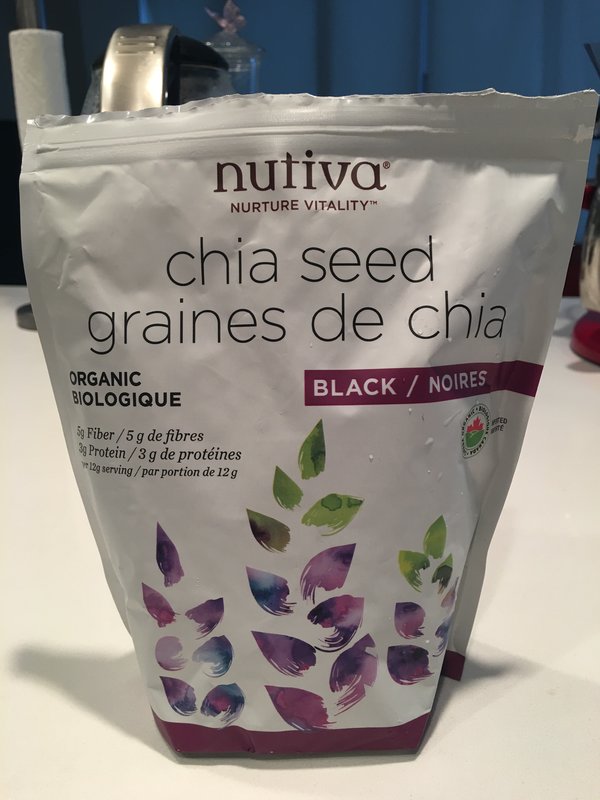 nutiva®
NURTURE VITALITY™
chia seed
graines de chia
ORGANIC
BIOLOGIQUE
BLACK / NOIRES
5g Fiber / 5 g de fibres
3g Protein / 3 g de protéines
12g serving / par portion de 12 g